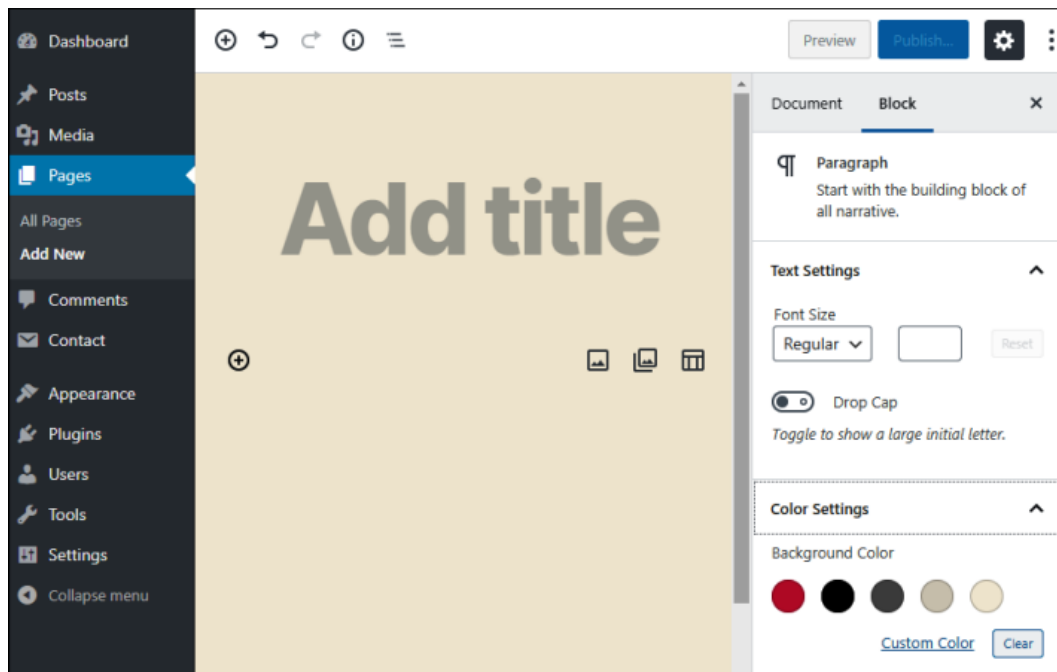 Dashboard
Posts
Media
Pages
All Pages
Add New
Comments
Contact
Appearance
Plugins
Users
Tools
Settings
Collapse menu
Preview
Publish...
Add title
Document
Block
Paragraph
Start with the building block of
all narrative.
Text Settings
Font Size
Regular
Reset
Drop Cap
Toggle to show a large initial letter.
Color Settings
Background Color
Custom Color
Clear